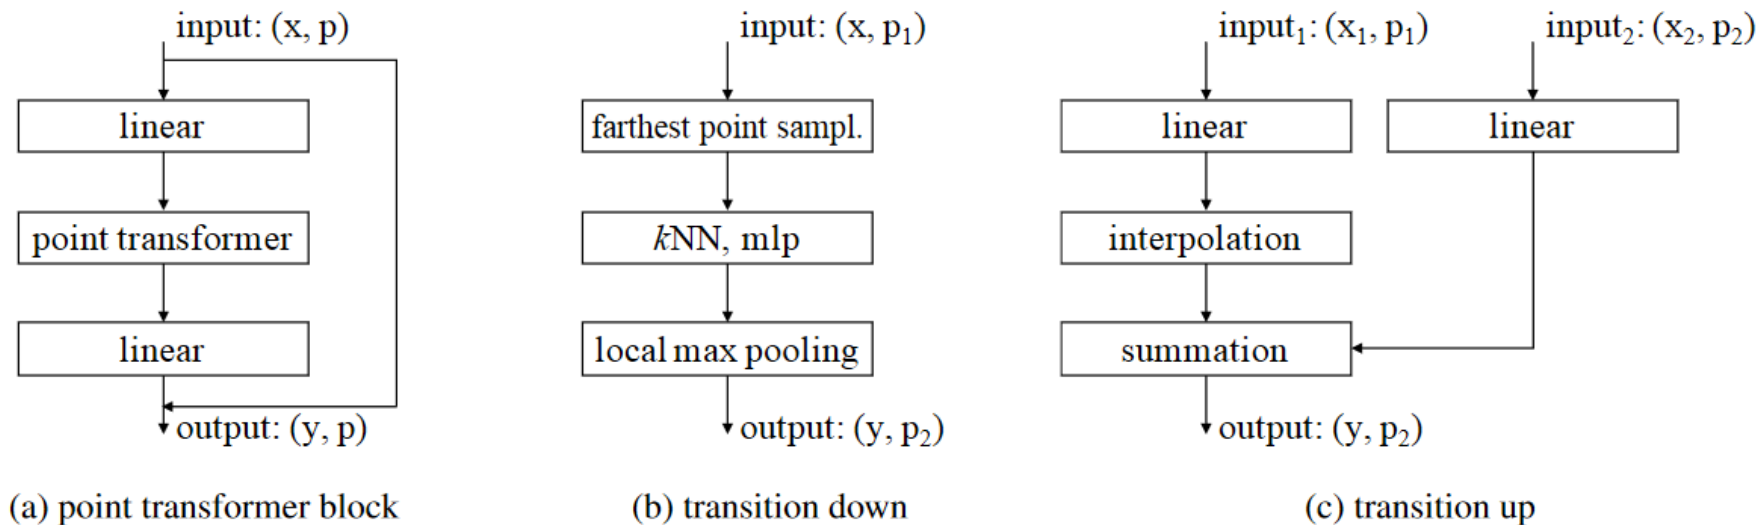 input: (x, p)
linear
point transformer
linear
output: (y, p)
(a) point transformer block
input: (x, p₁)
farthest point sampl.
kNN, mlp
local max pooling
output: (y, p₂)
(b) transition down
input₁: (x₁, p₁)
input₂: (x₂, p₂)
linear
linear
interpolation
summation
output: (y, p₂)
(c) transition up